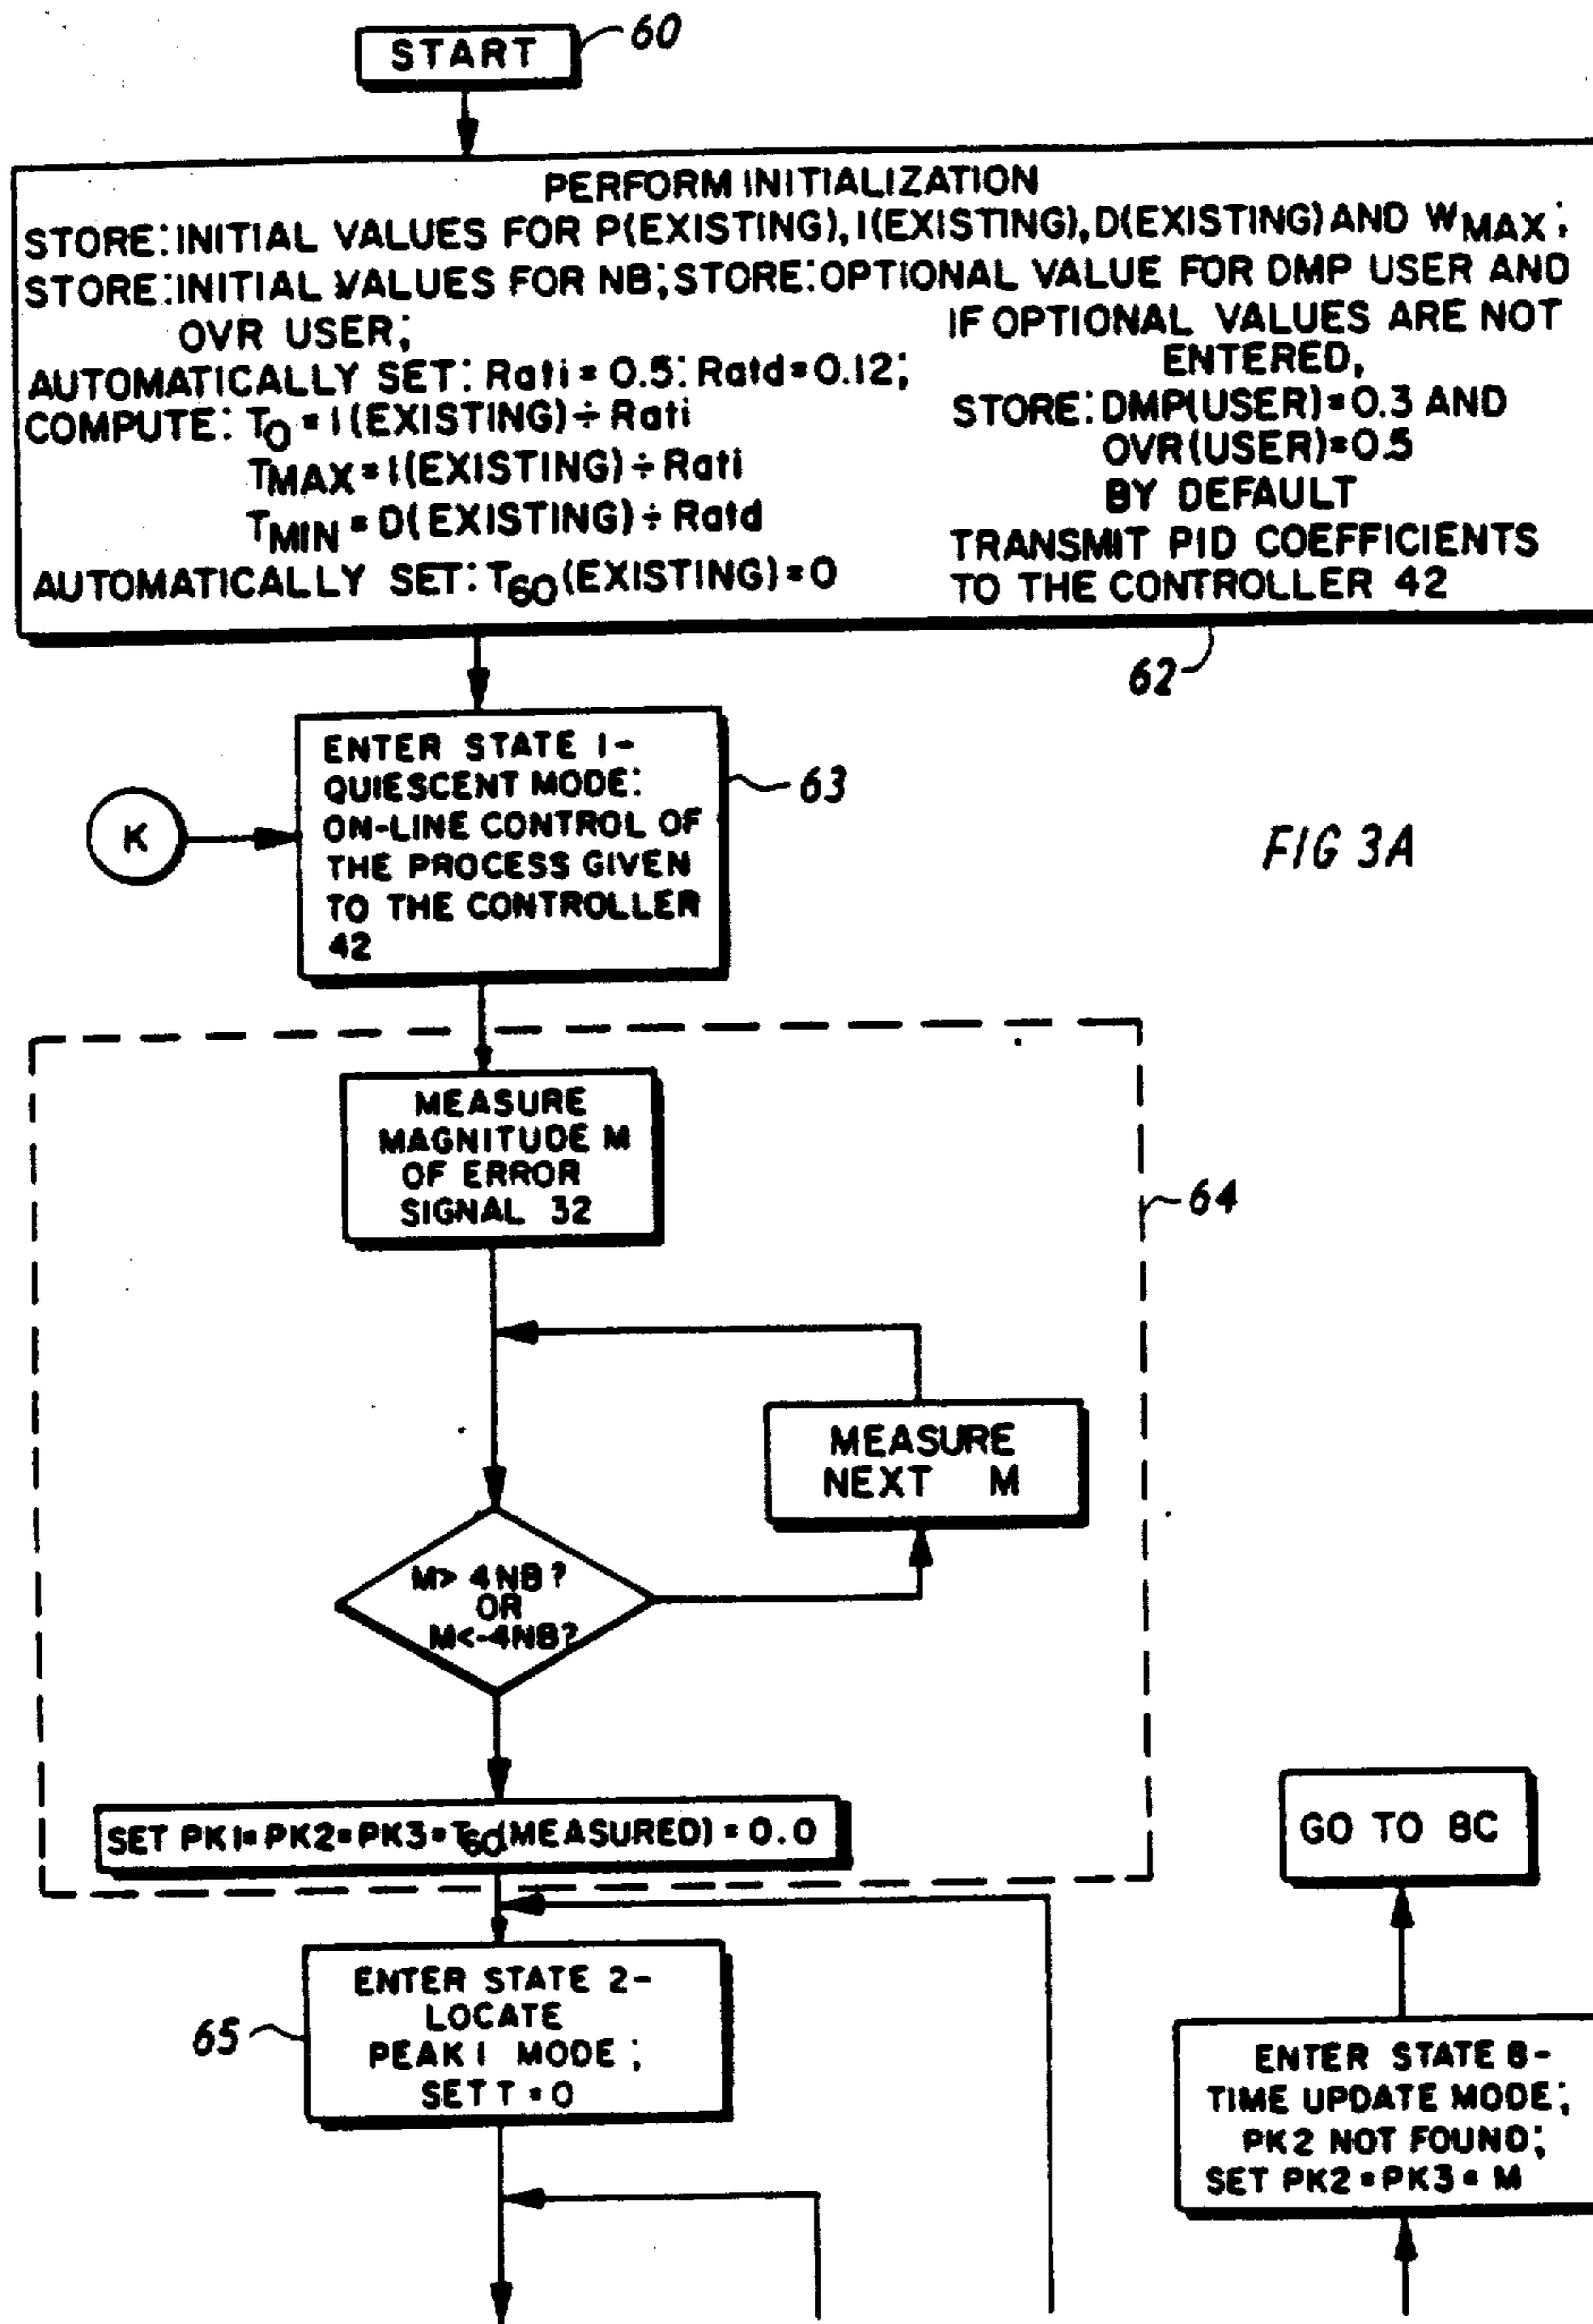 START
60
PERFORM INITIALIZATION
STORE: INITIAL VALUES FOR P(EXISTING), I(EXISTING), D(EXISTING) AND WMAX;
STORE: INITIAL VALUES FOR NB; STORE: OPTIONAL VALUE FOR DMP USER AND
OVR USER;
IF OPTIONAL VALUES ARE NOT
ENTERED,
AUTOMATICALLY SET: Rati = 0.5: Ratd = 0.12;
COMPUTE: TO = I(EXISTING) ÷ Rati
STORE: DMP(USER) = 0.3 AND
OVR(USER) = 0.5
TMAX = I(EXISTING) ÷ Rati
BY DEFAULT
TMIN = D(EXISTING) ÷ Ratd
TRANSMIT PID COEFFICIENTS
AUTOMATICALLY SET: T60(EXISTING) = 0
TO THE CONTROLLER 42
62
ENTER STATE 1-
QUIESCENT MODE:
ON-LINE CONTROL OF
THE PROCESS GIVEN
TO THE CONTROLLER
42
63
K
FIG 3A
MEASURE
MAGNITUDE M
OF ERROR
SIGNAL 32
64
MEASURE
NEXT M
M> 4NB?
OR
M<-4NB?
SET PK1=PK2=PK3=T60(MEASURED) = 0.0
GO TO 8C
ENTER STATE 2-
LOCATE
PEAK 1 MODE;
SET T = 0
65
ENTER STATE 8-
TIME UPDATE MODE;
PK2 NOT FOUND;
SET PK2 = PK3 = M